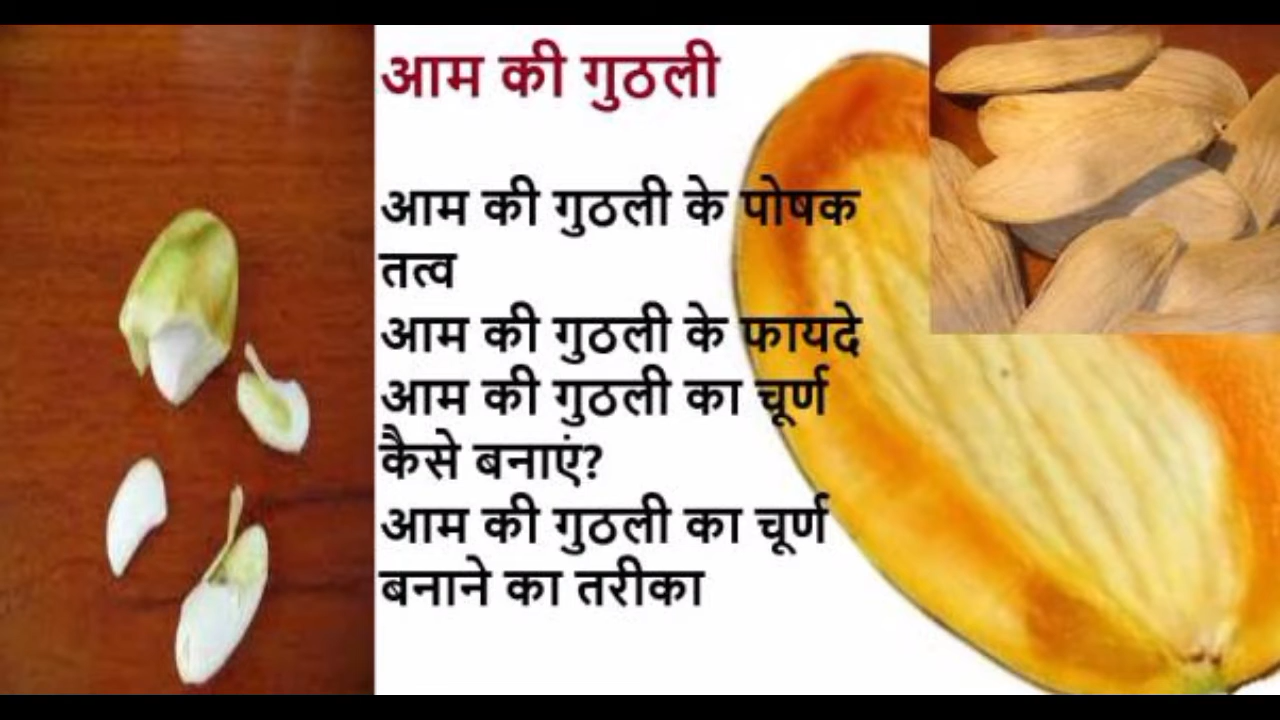 आम की गुठली
आम की गुठली के पोषक
तत्व
आम की गुठली के फायदे
आम की गुठली का चूर्ण
कैसे बनाएं?
आम की गुठली का चूर्ण
बनाने का तरीका